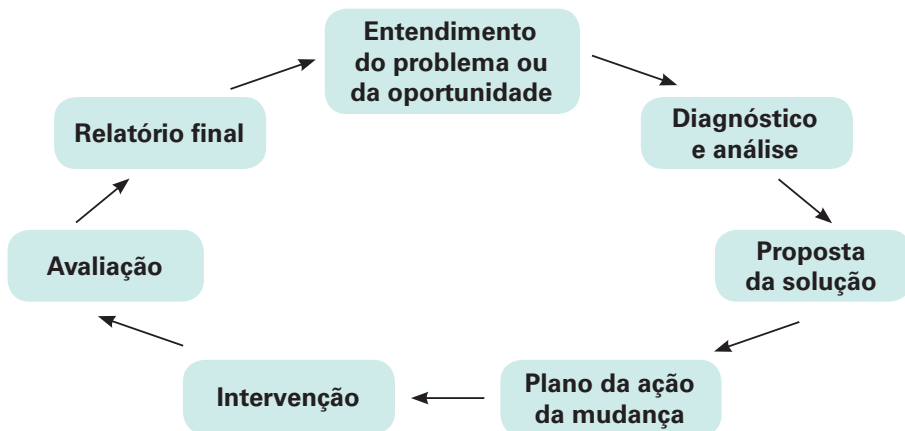 Entendimento
do problema ou
da oportunidade
Diagnóstico
e análise
Proposta
da solução
Plano da ação
da mudança
Intervenção
Avaliação
Relatório final